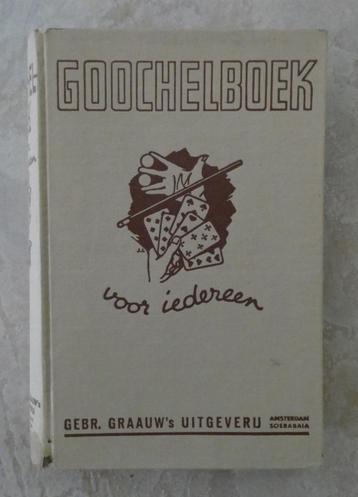 GOOCHELBOEK
voor iedereen
GEBR. GRAAUW's UITGEVERIJ AMSTERDAM
SOERABAIA